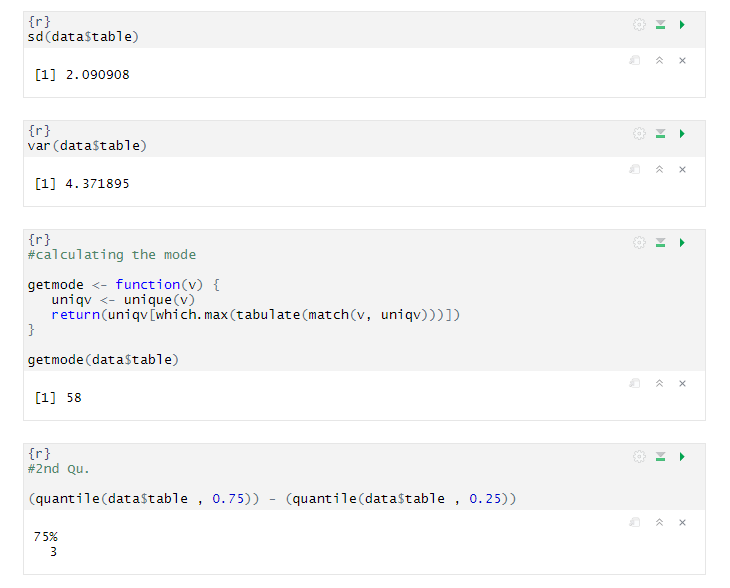 {r}
sd(data$table)
[1] 2.090908
{r}
var(data$table)
[1] 4.371895
{r}
#calculating the mode
getmode <- function(v) {
uniqv <- unique(v)
return(uniqv[which.max(tabulate(match(v, uniqv)))])
}
getmode(data$table)
[1] 58
{r}
#2nd Qu.
(quantile(data$table , 0.75)) - (quantile(data$table , 0.25))
75%
3